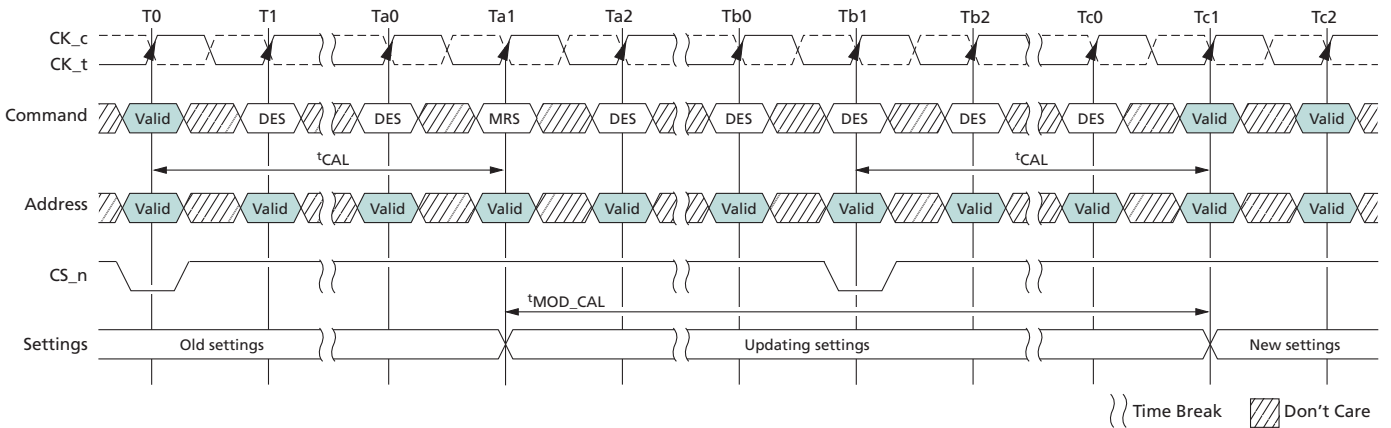 T0 T1 Ta0 Ta1 Ta2 Tb0 Tb1 Tb2 Tc0 Tc1 Tc2
CK_c
CK_t
Command Valid DES DES MRS DES DES DES DES DES Valid Valid
tCAL tCAL
Address Valid Valid Valid Valid Valid Valid Valid Valid Valid Valid Valid
CS_n
tMOD_CAL
Settings Old settings Updating settings New settings
Time Break Don't Care